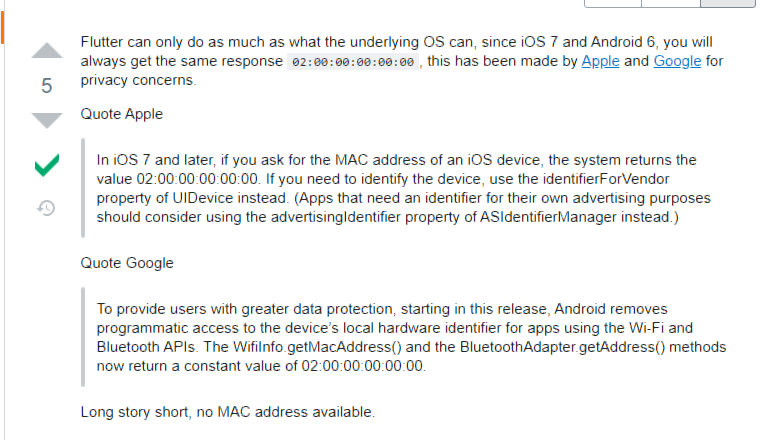 Flutter can only do as much as what the underlying OS can, since iOS 7 and Android 6, you will
always get the same response 02:00:00:00:00:00 , this has been made by Apple and Google for
privacy concerns.
5
Quote Apple
In iOS 7 and later, if you ask for the MAC address of an iOS device, the system returns the
value 02:00:00:00:00:00. If you need to identify the device, use the identifierForVendor
property of UIDevice instead. (Apps that need an identifier for their own advertising purposes
should consider using the advertisingIdentifier property of ASIdentifierManager instead.)
Quote Google
To provide users with greater data protection, starting in this release, Android removes
programmatic access to the device's local hardware identifier for apps using the Wi-Fi and
Bluetooth APIs. The WifiInfo.getMacAddress() and the BluetoothAdapter.getAddress() methods
now return a constant value of 02:00:00:00:00:00.
Long story short, no MAC address available.